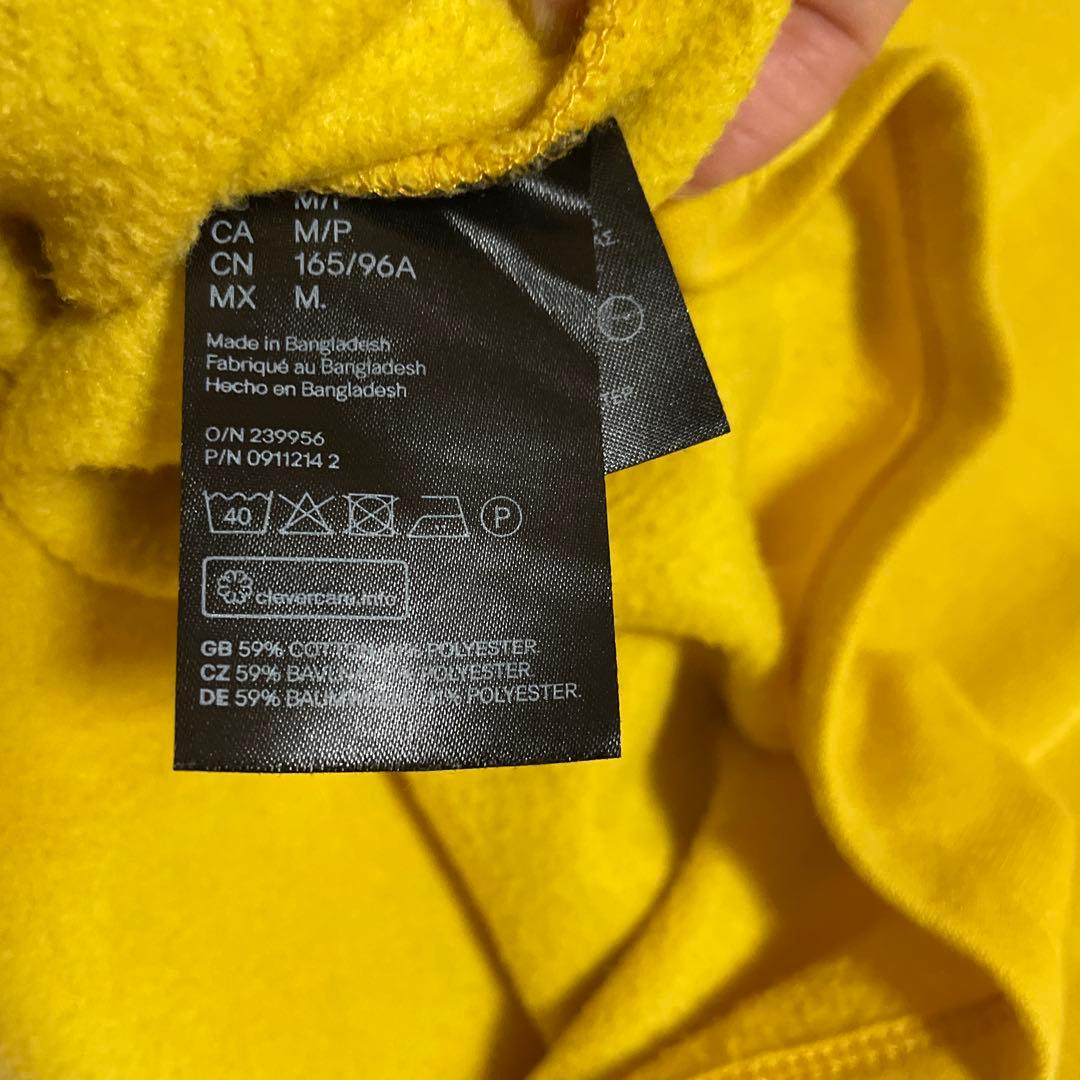 CA M/P
CN 165/96A
MX M.
Made in Bangladesh
Fabriqué au Bangladesh
Hecho en Bangladesh
O/N 239956
P/N 0911214 2
40
P
clevercare.info
GB 59% COTTON POLYESTER
CZ 59% POLYESTER
DE 59% POLYESTER.